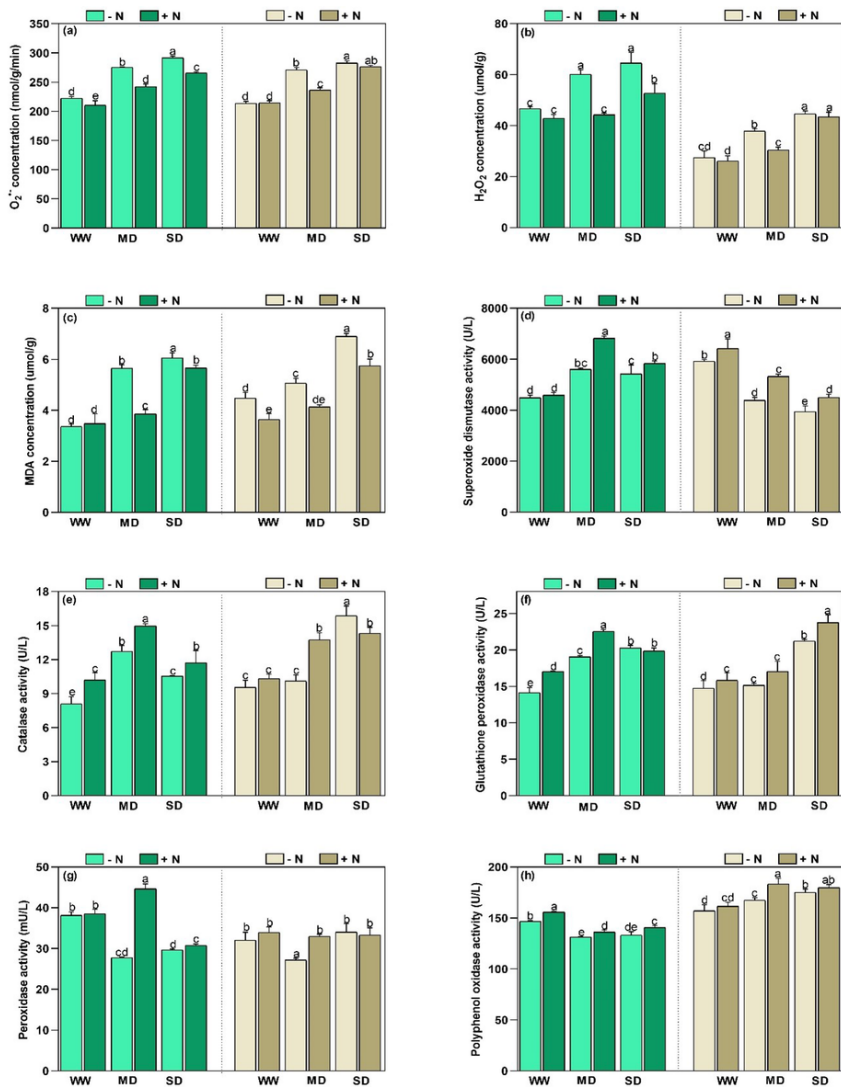 (a)
- N + N - N + N
O2•− concentration (nmol/g/min)
350
300
250
200
150
100
50
0
d e b d a c d d b c a ab
WW MD SD WW MD SD
(b)
- N + N - N + N
H2O2 concentration (umol/g)
80
60
40
20
0
c c a c a b cd d b c a a
WW MD SD WW MD SD
(c)
- N + N - N + N
MDA concentration (umol/g)
8
6
4
2
0
d d b c a b d e c de a b
WW MD SD WW MD SD
(d)
- N + N - N + N
Superoxide dismutase activity (U/L)
8000
6000
4000
2000
0
d d bc a c b b a d c e d
WW MD SD WW MD SD
(e)
- N + N - N + N
Catalase activity (U/L)
18
15
12
9
6
3
0
e c b a c b c c c b a b
WW MD SD WW MD SD
(f)
- N + N - N + N
Glutathione peroxidase activity (U/L)
25
20
15
10
5
0
e d c a b b d c c c b a
WW MD SD WW MD SD
(g)
- N + N - N + N
Peroxidase activity (mU/L)
50
40
30
20
10
0
b b cd a d c b b a b b b
WW MD SD WW MD SD
(h)
- N + N - N + N
Polyphenol oxidase activity (U/L)
200
150
100
50
0
b a e d de c d cd c a b ab
WW MD SD WW MD SD